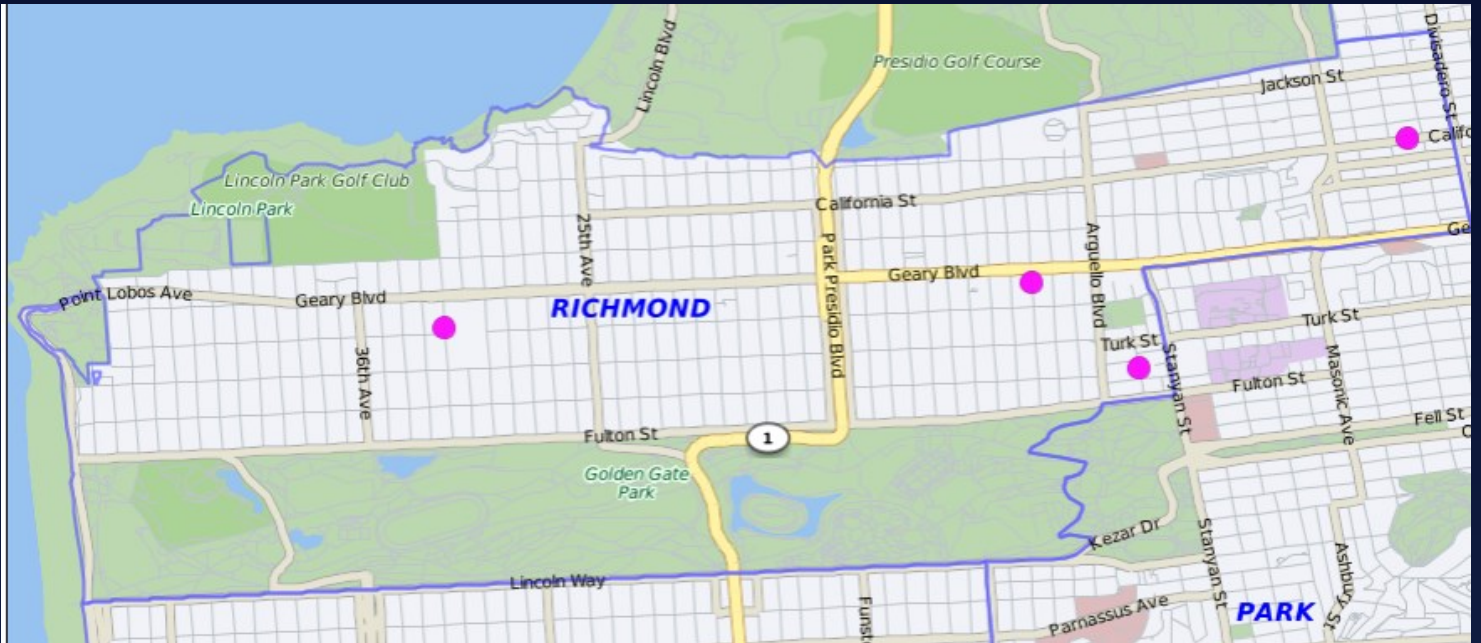 Lincoln Blvd
Presidio Golf Course
Divisadero St
Jackson St
Lincoln Park Golf Club
Lincoln Park
California St
25th Ave
Park Presidio Blvd
Arguello Blvd
Point Lobos Ave
Geary Blvd
Geary Blvd
RICHMOND
36th Ave
Turk St
Turk St
Stanyan St
Masonic Ave
Fulton St
Fulton St
1
Fell St
Golden Gate
Park
Kezar Dr
Stanyan St
Ashbury St
Lincoln Way
Parnassus Ave
PARK